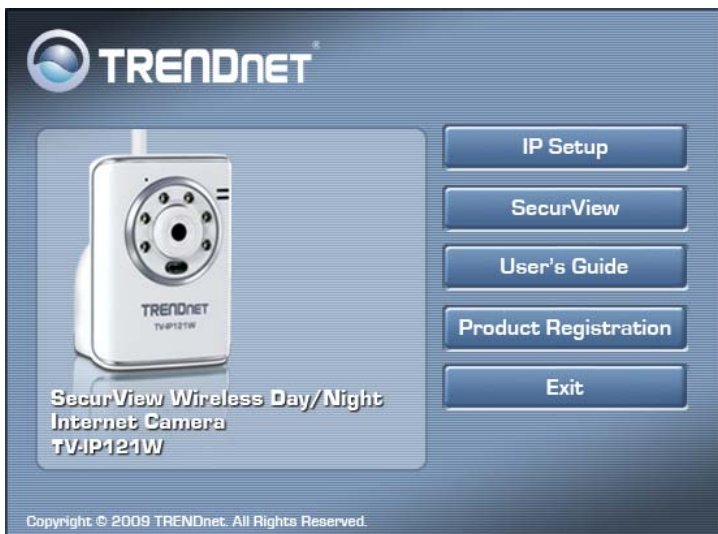 TRENDnet®
IP Setup
SecurView
User's Guide
Product Registration
Exit
TRENDnet
TV-IP121W
SecurView Wireless Day/Night
Internet Camera
TV-IP121W
Copyright © 2009 TRENDnet. All Rights Reserved.